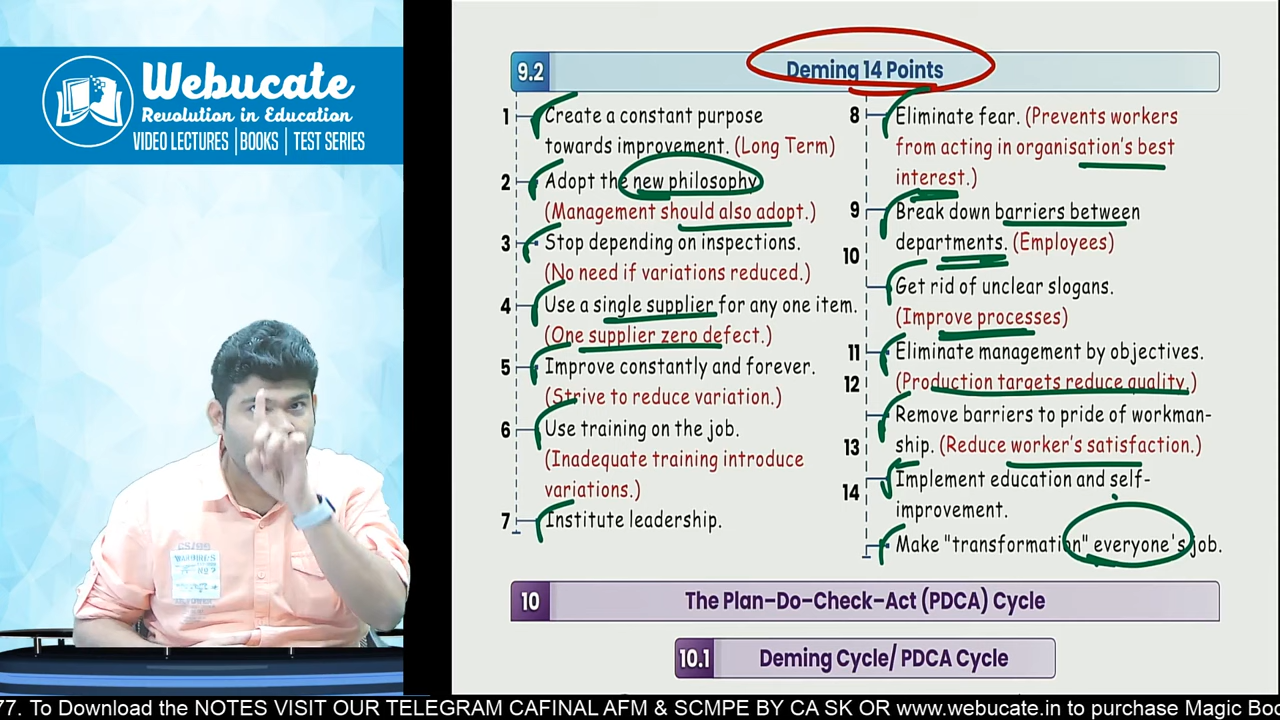 Webucate
Revolution in Education
VIDEO LECTURES | BOOKS | TEST SERIES
9.2
Deming 14 Points
1
Create a constant purpose
towards improvement. (Long Term)
2
Adopt the new philosophy
(Management should also adopt.)
3
Stop depending on inspections.
(No need if variations reduced.)
4
Use a single supplier for any one item.
(One supplier zero defect.)
5
Improve constantly and forever.
(Strive to reduce variation.)
6
Use training on the job.
(Inadequate training introduce
variations.)
7
Institute leadership.
8
Eliminate fear. (Prevents workers
from acting in organisation's best
interest.)
9
Break down barriers between
departments. (Employees)
10
Get rid of unclear slogans.
(Improve processes)
11
Eliminate management by objectives.
(Production targets reduce quality.)
12
Remove barriers to pride of workman-
ship. (Reduce worker's satisfaction.)
13
Implement education and self-
improvement.
14
Make "transformation" everyone's job.
10
The Plan-Do-Check-Act (PDCA) Cycle
10.1
Deming Cycle/ PDCA Cycle
77. To Download the NOTES VISIT OUR TELEGRAM CAFINAL AFM & SCMPE BY CA SK OR www.webucate.in to purchase Magic Boo